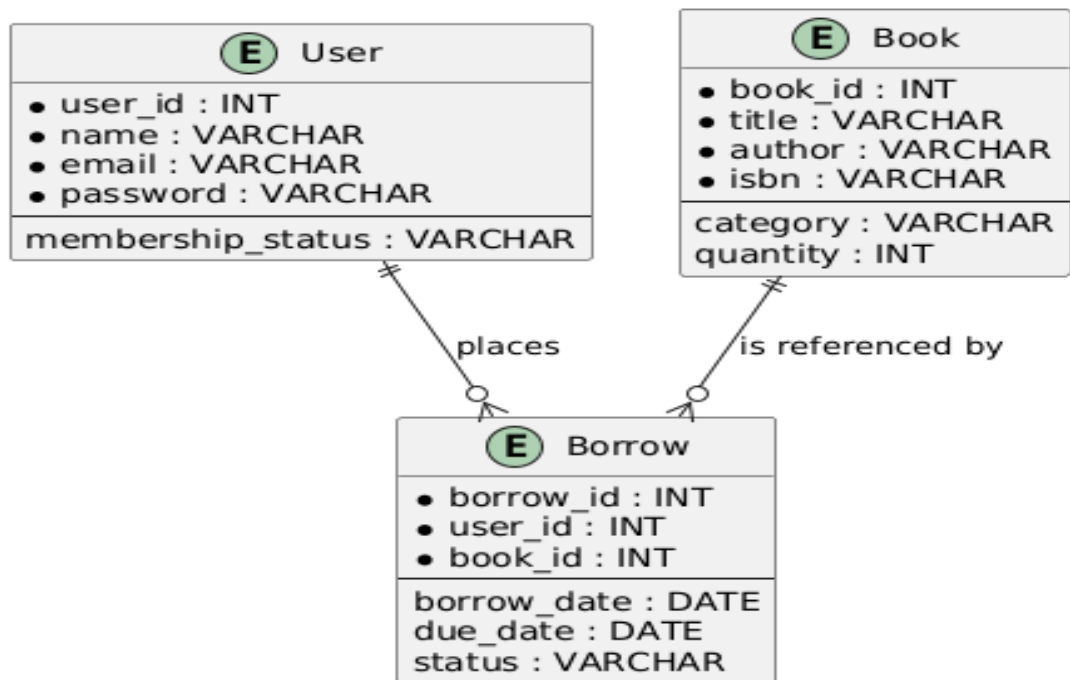 E User
user_id : INT
name : VARCHAR
email : VARCHAR
password : VARCHAR
membership_status : VARCHAR
E Book
book_id : INT
title : VARCHAR
author : VARCHAR
isbn : VARCHAR
category : VARCHAR
quantity : INT
places
is referenced by
E Borrow
borrow_id : INT
user_id : INT
book_id : INT
borrow_date : DATE
due_date : DATE
status : VARCHAR